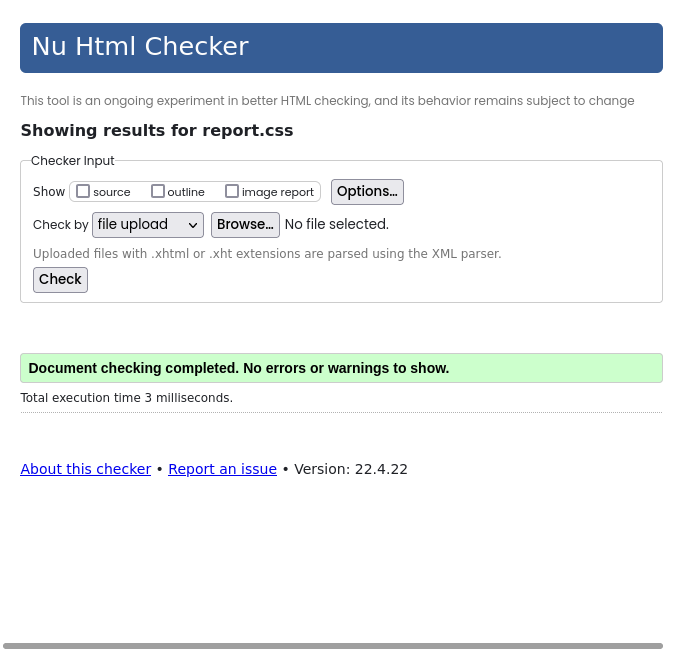 Nu Html Checker
This tool is an ongoing experiment in better HTML checking, and its behavior remains subject to change
Showing results for report.css
Checker Input
Show source outline image report Options...
Check by file upload Browse... No file selected.
Uploaded files with .xhtml or .xht extensions are parsed using the XML parser.
Check
Document checking completed. No errors or warnings to show.
Total execution time 3 milliseconds.
About this checker • Report an issue • Version: 22.4.22